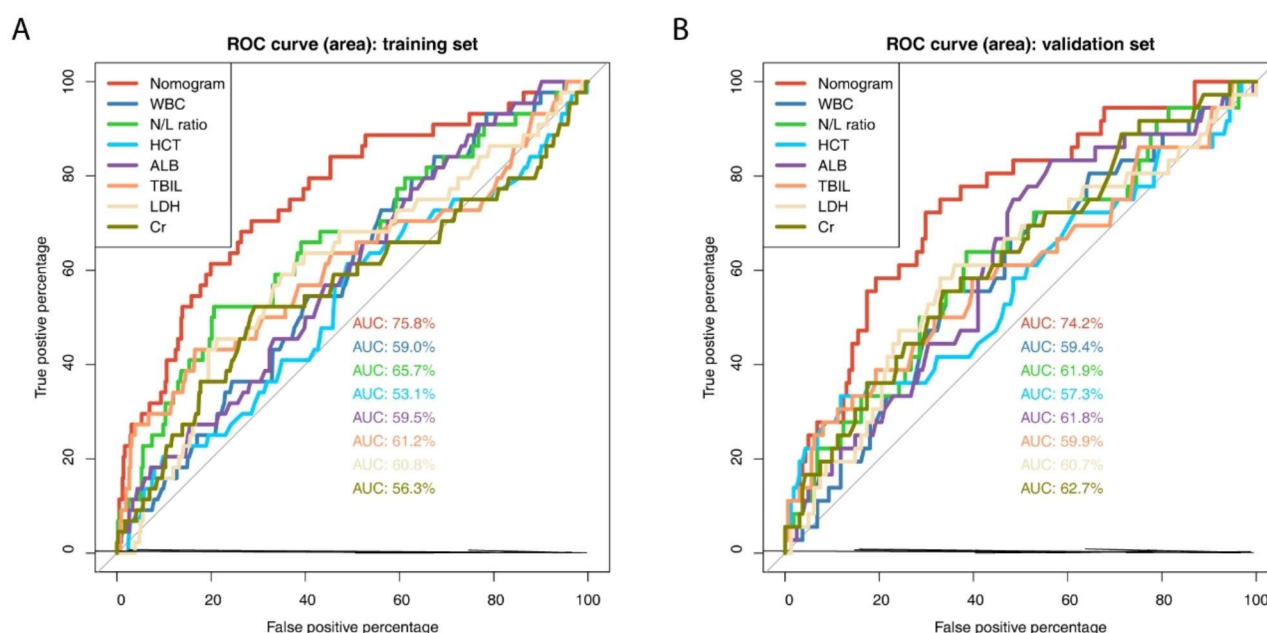 A
ROC curve (area): training set
True postive percentage
100
80
60
40
20
0
Nomogram
WBC
N/L ratio
HCT
ALB
TBIL
LDH
Cr
AUC: 75.8%
AUC: 59.0%
AUC: 65.7%
AUC: 53.1%
AUC: 59.5%
AUC: 61.2%
AUC: 60.8%
AUC: 56.3%
0 20 40 60 80 100
False positive percentage
B
ROC curve (area): validation set
True postive percentage
100
80
60
40
20
0
Nomogram
WBC
N/L ratio
HCT
ALB
TBIL
LDH
Cr
AUC: 74.2%
AUC: 59.4%
AUC: 61.9%
AUC: 57.3%
AUC: 61.8%
AUC: 59.9%
AUC: 60.7%
AUC: 62.7%
0 20 40 60 80 100
False positive percentage